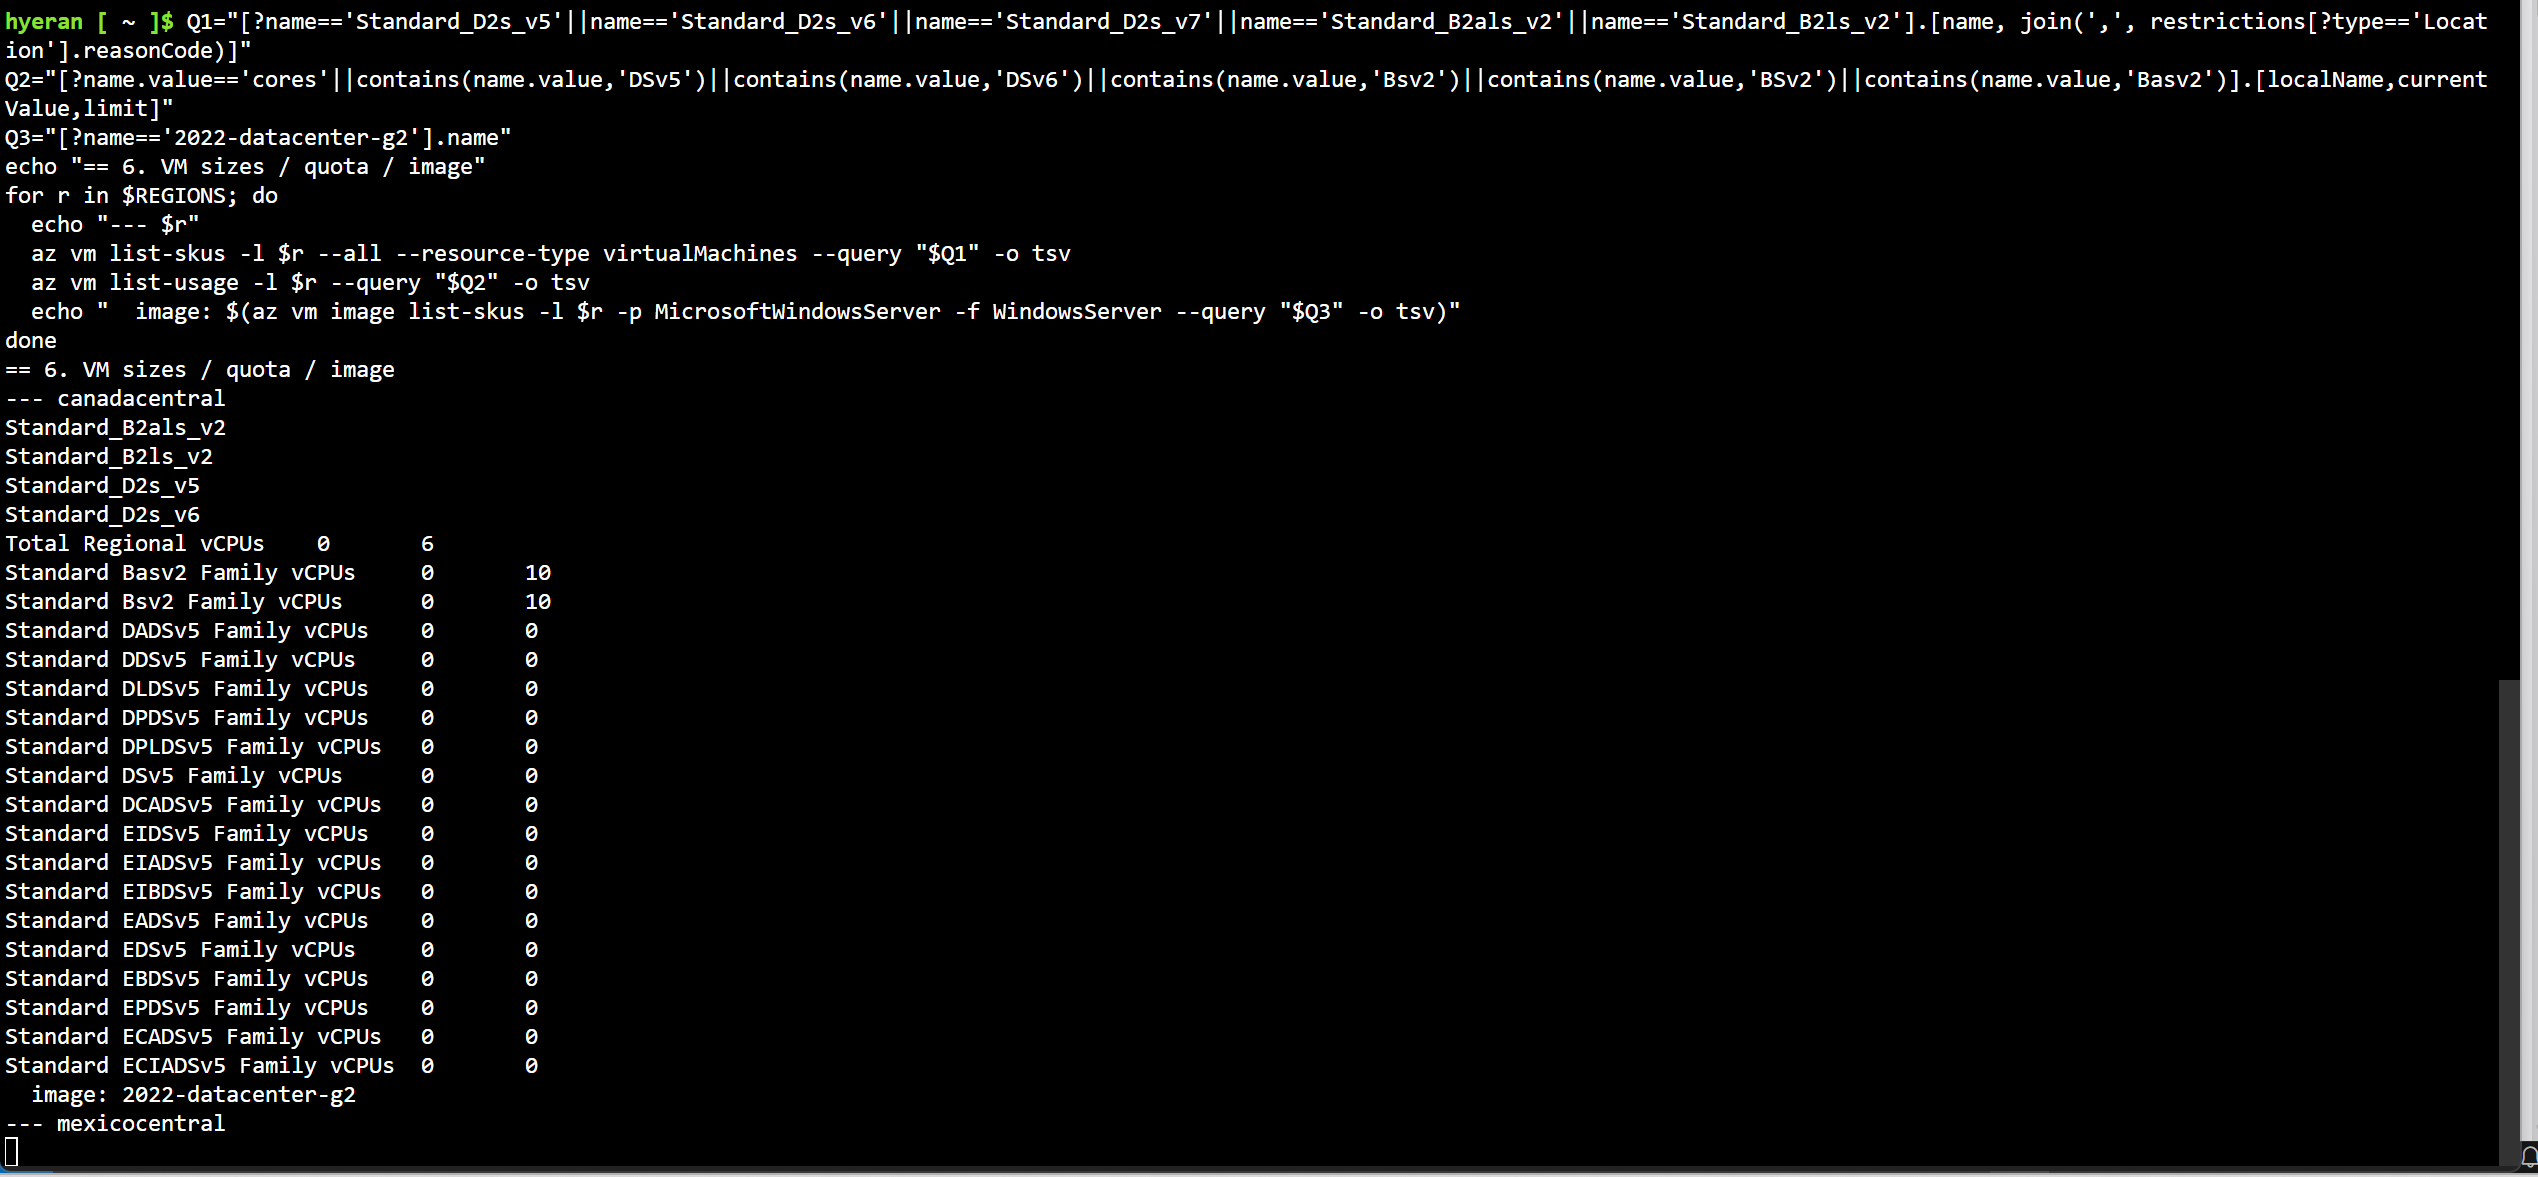 hyeran [ ~ ]$ Q1="[?name=='Standard_D2s_v5'||name=='Standard_D2s_v6'||name=='Standard_D2s_v7'||name=='Standard_B2als_v2'||name=='Standard_B2ls_v2'].[name, join(',', restrictions[?type=='Locat
ion'].reasonCode)]"
Q2="[?name.value=='cores'||contains(name.value,'DSv5')||contains(name.value,'DSv6')||contains(name.value,'Bsv2')||contains(name.value,'BSv2')||contains(name.value,'Basv2')].[localName,current
Value,limit]"
Q3="[?name=='2022-datacenter-g2'].name"
echo "== 6. VM sizes / quota / image"
for r in $REGIONS; do
  echo "--- $r"
  az vm list-skus -l $r --all --resource-type virtualMachines --query "$Q1" -o tsv
  az vm list-usage -l $r --query "$Q2" -o tsv
  echo "  image: $(az vm image list-skus -l $r -p MicrosoftWindowsServer -f WindowsServer --query "$Q3" -o tsv)"
done
== 6. VM sizes / quota / image
--- canadacentral
Standard_B2als_v2
Standard_B2ls_v2
Standard_D2s_v5
Standard_D2s_v6
Total Regional vCPUs    0       6
Standard Basv2 Family vCPUs     0       10
Standard Bsv2 Family vCPUs      0       10
Standard DADSv5 Family vCPUs    0       0
Standard DDSv5 Family vCPUs     0       0
Standard DLDSv5 Family vCPUs    0       0
Standard DPDSv5 Family vCPUs    0       0
Standard DPLDSv5 Family vCPUs   0       0
Standard DSv5 Family vCPUs      0       0
Standard DCADSv5 Family vCPUs   0       0
Standard EIDSv5 Family vCPUs    0       0
Standard EIADSv5 Family vCPUs   0       0
Standard EIBDSv5 Family vCPUs   0       0
Standard EADSv5 Family vCPUs    0       0
Standard EDSv5 Family vCPUs     0       0
Standard EBDSv5 Family vCPUs    0       0
Standard EPDSv5 Family vCPUs    0       0
Standard ECADSv5 Family vCPUs   0       0
Standard ECIADSv5 Family vCPUs  0       0
  image: 2022-datacenter-g2
--- mexicocentral